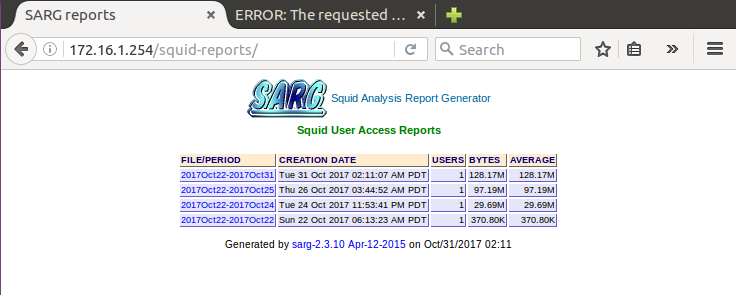 SARG reports
ERROR: The requested ...
172.16.1.254/squid-reports/
Search
SARG Squid Analysis Report Generator
Squid User Access Reports
FILE/PERIOD CREATION DATE USERS BYTES AVERAGE
2017Oct22-2017Oct31 Tue 31 Oct 2017 02:11:07 AM PDT 1 128.17M 128.17M
2017Oct22-2017Oct25 Thu 26 Oct 2017 03:44:52 AM PDT 1 97.19M 97.19M
2017Oct22-2017Oct24 Tue 24 Oct 2017 11:53:41 PM PDT 1 29.69M 29.69M
2017Oct22-2017Oct22 Sun 22 Oct 2017 06:13:23 AM PDT 1 370.80K 370.80K
Generated by sarg-2.3.10 Apr-12-2015 on Oct/31/2017 02:11